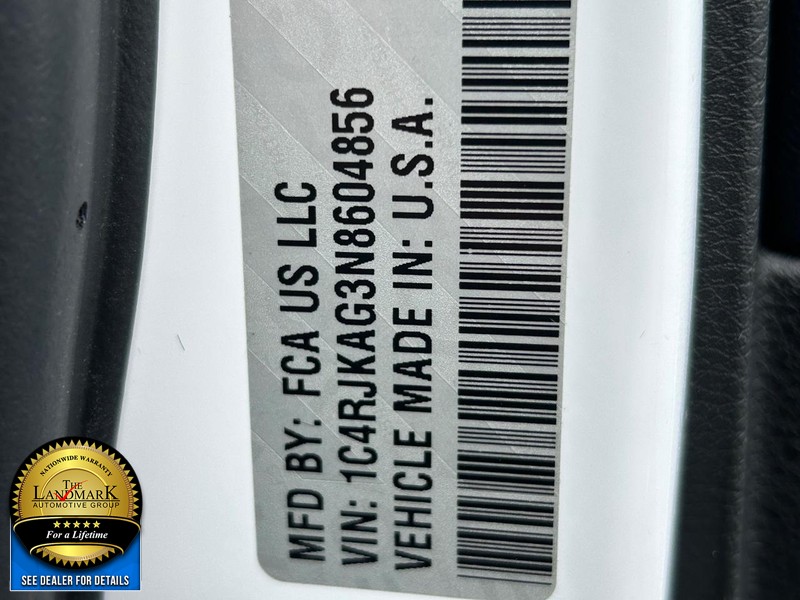 MFD BY: FCA US LLC
VIN: 1C4RJKAG3N8604856
VEHICLE MADE IN: U.S.A.
NATIONWIDE WARRANTY
THE
LANDMARK
AUTOMOTIVE GROUP
For a Lifetime
SEE DEALER FOR DETAILS